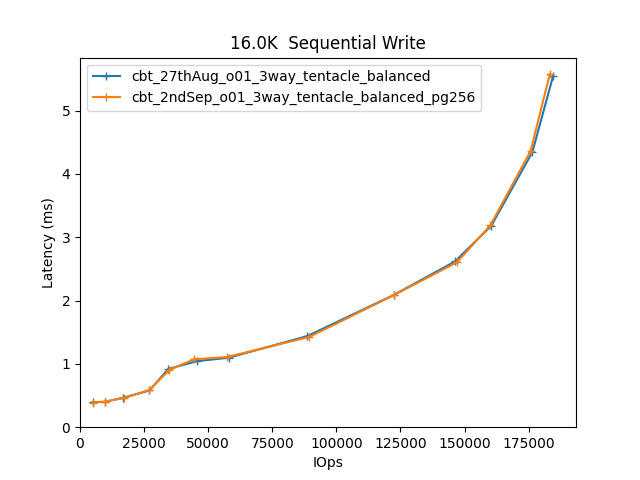 16.0K  Sequential Write
cbt_27thAug_o01_3way_tentacle_balanced
cbt_2ndSep_o01_3way_tentacle_balanced_pg256
Latency (ms)
5
4
3
2
1
0
0 25000 50000 75000 100000 125000 150000 175000
IOps